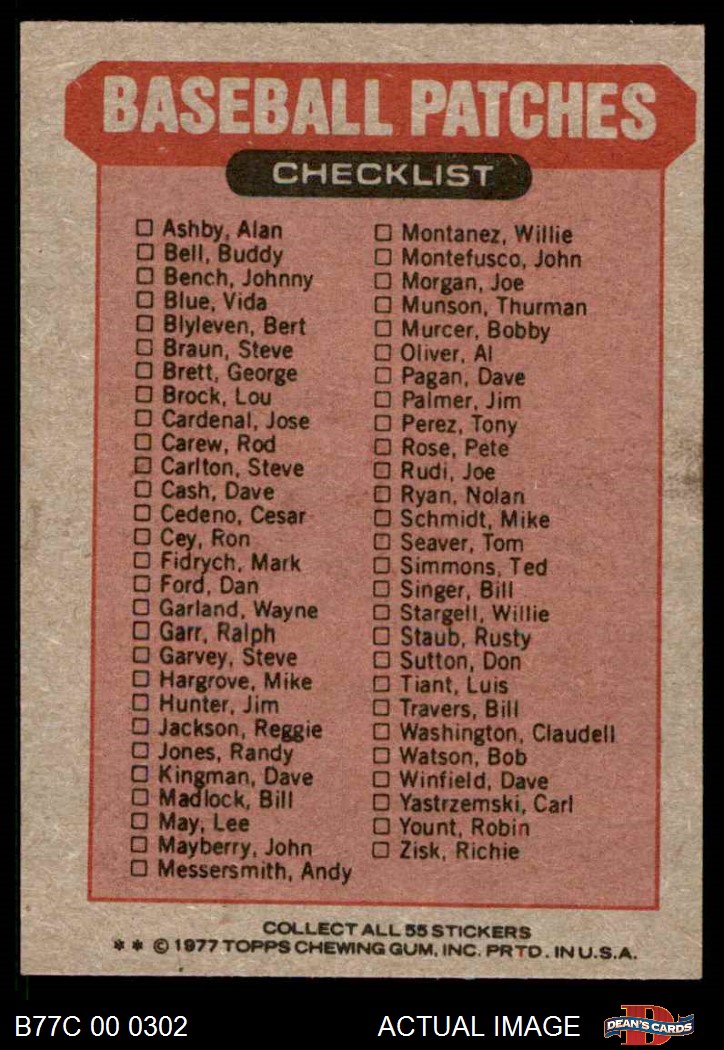 BASEBALL PATCHES
CHECKLIST
Ashby, Alan
Bell, Buddy
Bench, Johnny
Blue, Vida
Blyleven, Bert
Braun, Steve
Brett, George
Brock, Lou
Cardenal, Jose
Carew, Rod
Carlton, Steve
Cash, Dave
Cedeno, Cesar
Cey, Ron
Fidrych, Mark
Ford, Dan
Garland, Wayne
Garr, Ralph
Garvey, Steve
Hargrove, Mike
Hunter, Jim
Jackson, Reggie
Jones, Randy
Kingman, Dave
Madlock, Bill
May, Lee
Mayberry, John
Messersmith, Andy
Montanez, Willie
Montefusco, John
Morgan, Joe
Munson, Thurman
Murcer, Bobby
Oliver, Al
Pagan, Dave
Palmer, Jim
Perez, Tony
Rose, Pete
Rudi, Joe
Ryan, Nolan
Schmidt, Mike
Seaver, Tom
Simmons, Ted
Singer, Bill
Stargell, Willie
Staub, Rusty
Sutton, Don
Tiant, Luis
Travers, Bill
Washington, Claudell
Watson, Bob
Winfield, Dave
Yastrzemski, Carl
Yount, Robin
Zisk, Richie
COLLECT ALL 55 STICKERS
** © 1977 TOPPS CHEWING GUM, INC. PRTD. IN U.S.A.
B77C 00 0302
ACTUAL IMAGE
D
DEAN'S CARDS